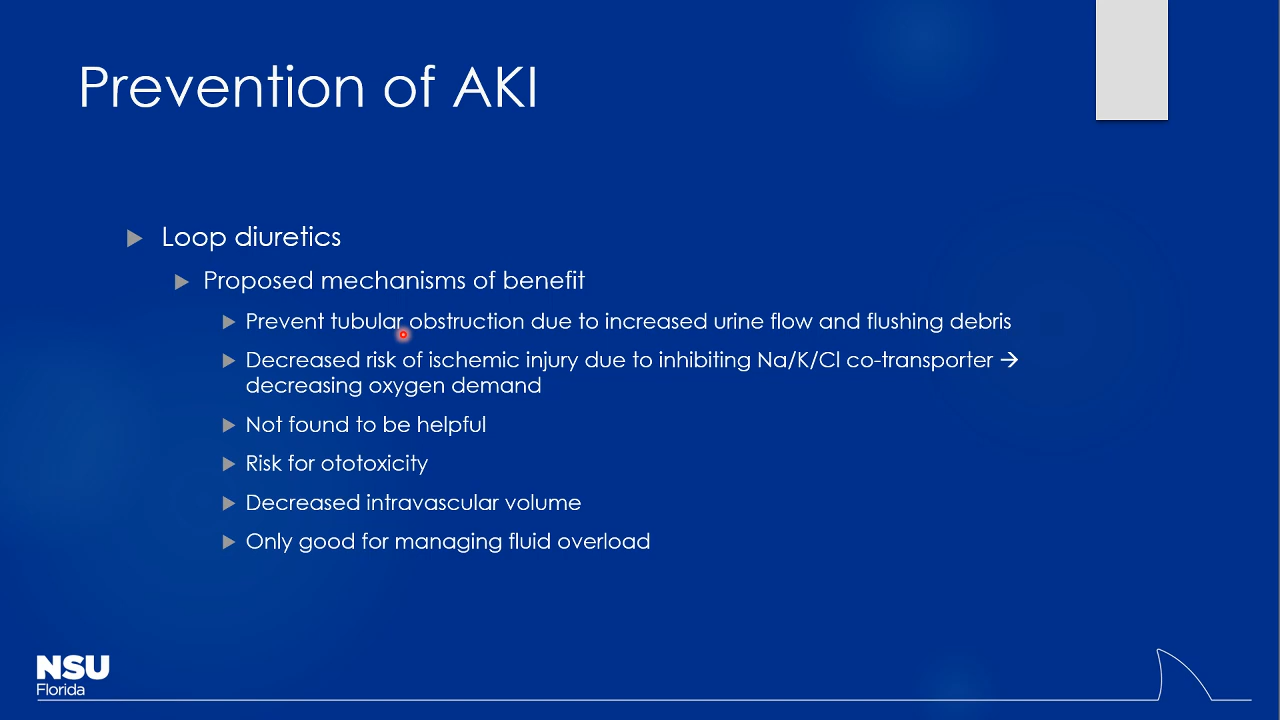 Prevention of AKI
Loop diuretics
Proposed mechanisms of benefit
Prevent tubular obstruction due to increased urine flow and flushing debris
Decreased risk of ischemic injury due to inhibiting Na/K/Cl co-transporter →
decreasing oxygen demand
Not found to be helpful
Risk for ototoxicity
Decreased intravascular volume
Only good for managing fluid overload
NSU
Florida